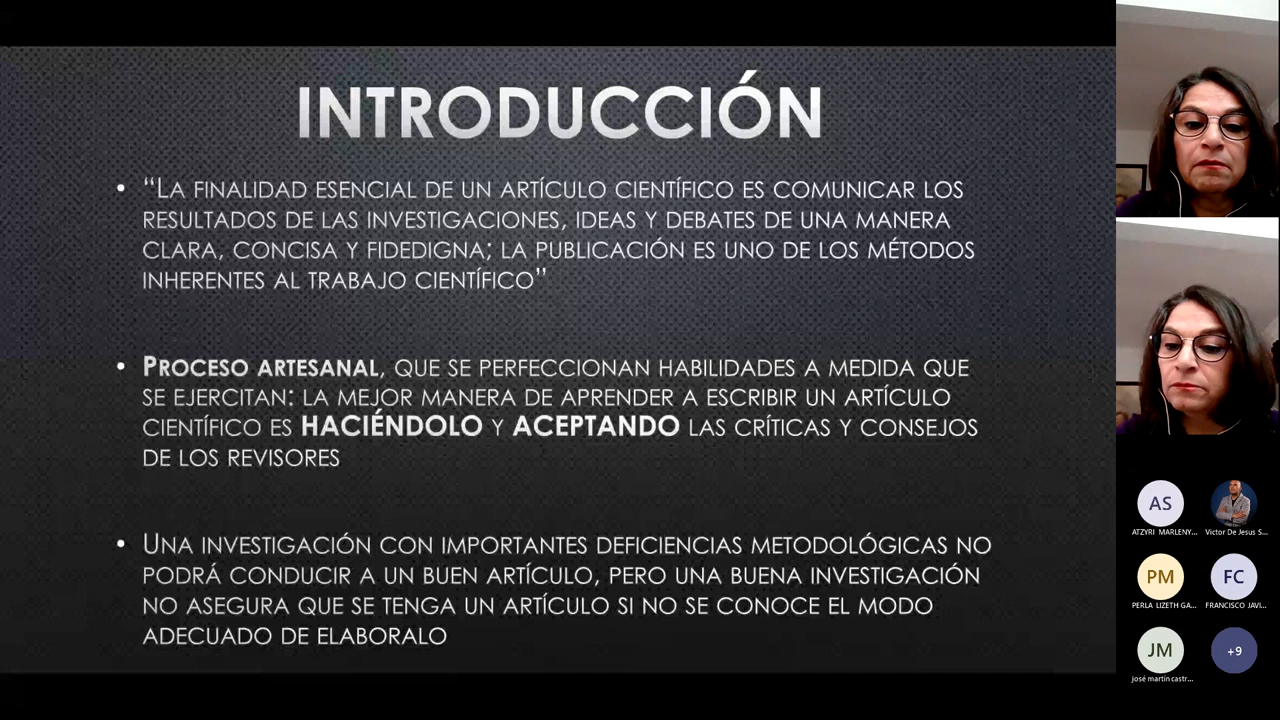 INTRODUCCIÓN
• “LA FINALIDAD ESENCIAL DE UN ARTÍCULO CIENTÍFICO ES COMUNICAR LOS
RESULTADOS DE LAS INVESTIGACIONES, IDEAS Y DEBATES DE UNA MANERA
CLARA, CONCISA Y FIDEDIGNA; LA PUBLICACIÓN ES UNO DE LOS MÉTODOS
INHERENTES AL TRABAJO CIENTÍFICO”
• PROCESO ARTESANAL, QUE SE PERFECCIONAN HABILIDADES A MEDIDA QUE
SE EJERCITAN: LA MEJOR MANERA DE APRENDER A ESCRIBIR UN ARTÍCULO
CIENTÍFICO ES HACIÉNDOLO Y ACEPTANDO LAS CRÍTICAS Y CONSEJOS
DE LOS REVISORES
• UNA INVESTIGACIÓN CON IMPORTANTES DEFICIENCIAS METODOLÓGICAS NO
PODRÁ CONDUCIR A UN BUEN ARTÍCULO, PERO UNA BUENA INVESTIGACIÓN
NO ASEGURA QUE SE TENGA UN ARTÍCULO SI NO SE CONOCE EL MODO
ADECUADO DE ELABORALO
AS
ATZYRI MARLENY...
Victor De Jesus S...
PM
FC
PERLA LIZETH GA...
FRANCISCO JAVI...
JM
+9
josé martín castr...